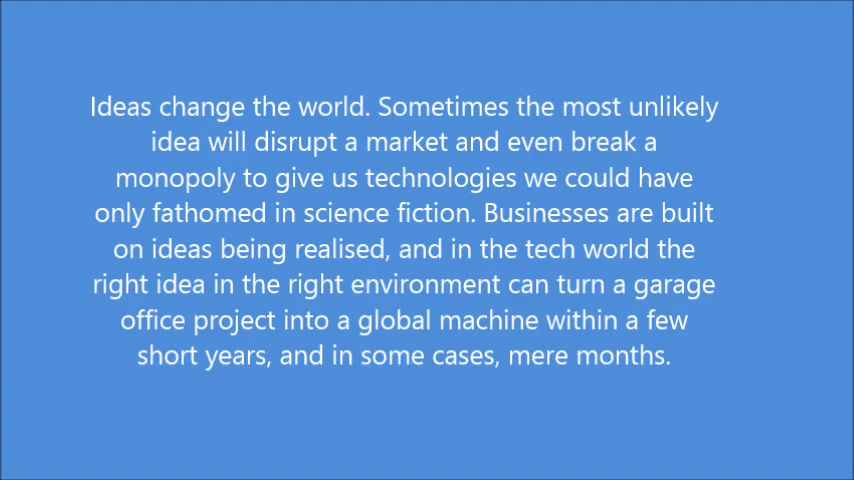 Ideas change the world. Sometimes the most unlikely
idea will disrupt a market and even break a
monopoly to give us technologies we could have
only fathomed in science fiction. Businesses are built
on ideas being realised, and in the tech world the
right idea in the right environment can turn a garage
office project into a global machine within a few
short years, and in some cases, mere months.